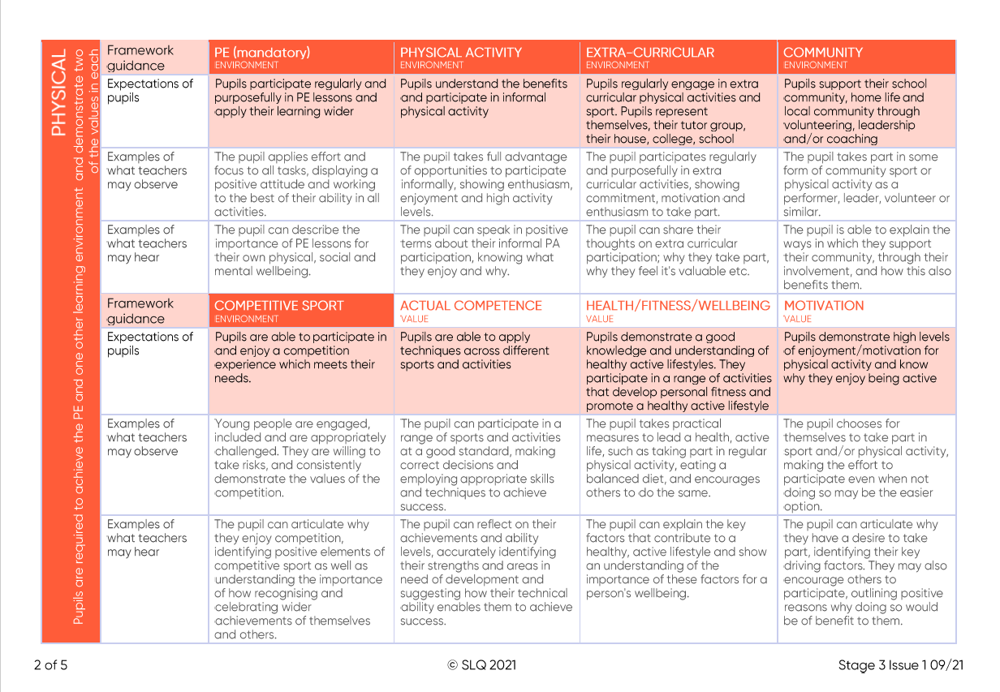 PHYSICAL
Pupils are required to achieve the PE and one other learning environment and demonstrate two
of the values in each
Framework
guidance
PE (mandatory)
ENVIRONMENT
PHYSICAL ACTIVITY
ENVIRONMENT
EXTRA-CURRICULAR
ENVIRONMENT
COMMUNITY
ENVIRONMENT
Expectations of
pupils
Pupils participate regularly and
purposefully in PE lessons and
apply their learning wider
Pupils understand the benefits
and participate in informal
physical activity
Pupils regularly engage in extra
curricular physical activities and
sport. Pupils represent
themselves, their tutor group,
their house, college, school
Pupils support their school
community, home life and
local community through
volunteering, leadership
and/or coaching
Examples of
what teachers
may observe
The pupil applies effort and
focus to all tasks, displaying a
positive attitude and working
to the best of their ability in all
activities.
The pupil takes full advantage
of opportunities to participate
informally, showing enthusiasm,
enjoyment and high activity
levels.
The pupil participates regularly
and purposefully in extra
curricular activities, showing
commitment, motivation and
enthusiasm to take part.
The pupil takes part in some
form of community sport or
physical activity as a
performer, leader, volunteer or
similar.
Examples of
what teachers
may hear
The pupil can describe the
importance of PE lessons for
their own physical, social and
mental wellbeing.
The pupil can speak in positive
terms about their informal PA
participation, knowing what
they enjoy and why.
The pupil can share their
thoughts on extra curricular
participation; why they take part,
why they feel it's valuable etc.
The pupil is able to explain the
ways in which they support
their community, through their
involvement, and how this also
benefits them.
Framework
guidance
COMPETITIVE SPORT
ENVIRONMENT
ACTUAL COMPETENCE
VALUE
HEALTH/FITNESS/WELLBEING
VALUE
MOTIVATION
VALUE
Expectations of
pupils
Pupils are able to participate in
and enjoy a competition
experience which meets their
needs.
Pupils are able to apply
techniques across different
sports and activities
Pupils demonstrate a good
knowledge and understanding of
healthy active lifestyles. They
participate in a range of activities
that develop personal fitness and
promote a healthy active lifestyle
Pupils demonstrate high levels
of enjoyment/motivation for
physical activity and know
why they enjoy being active
Examples of
what teachers
may observe
Young people are engaged,
included and are appropriately
challenged. They are willing to
take risks, and consistently
demonstrate the values of the
competition.
The pupil can participate in a
range of sports and activities
at a good standard, making
correct decisions and
employing appropriate skills
and techniques to achieve
success.
The pupil takes practical
measures to lead a health, active
life, such as taking part in regular
physical activity, eating a
balanced diet, and encourages
others to do the same.
The pupil chooses for
themselves to take part in
sport and/or physical activity,
making the effort to
participate even when not
doing so may be the easier
option.
Examples of
what teachers
may hear
The pupil can articulate why
they enjoy competition,
identifying positive elements of
competitive sport as well as
understanding the importance
of how recognising and
celebrating wider
achievements of themselves
and others.
The pupil can reflect on their
achievements and ability
levels, accurately identifying
their strengths and areas in
need of development and
suggesting how their technical
ability enables them to achieve
success.
The pupil can explain the key
factors that contribute to a
healthy, active lifestyle and show
an understanding of the
importance of these factors for a
person's wellbeing.
The pupil can articulate why
they have a desire to take
part, identifying their key
driving factors. They may also
encourage others to
participate, outlining positive
reasons why doing so would
be of benefit to them.
2 of 5
© SLQ 2021
Stage 3 Issue 1 09/21